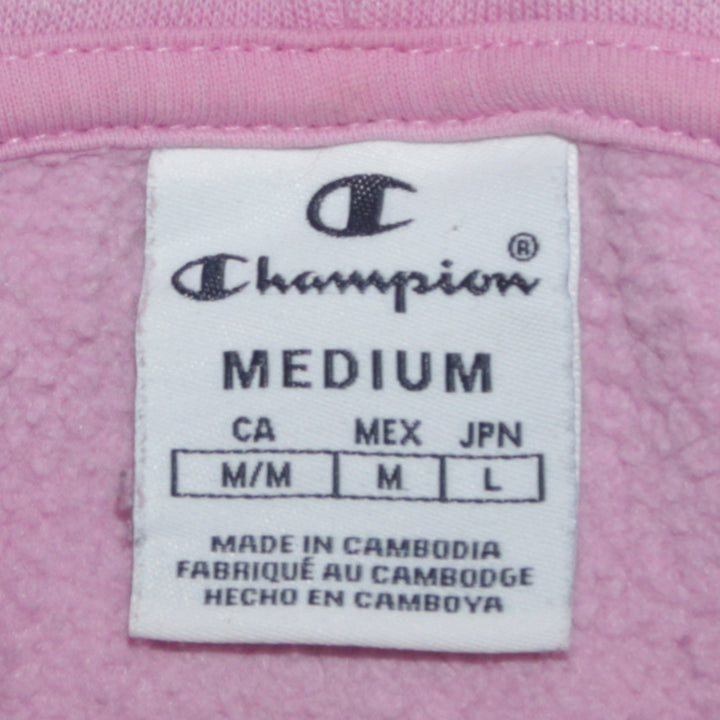 Champion®
MEDIUM
CA MEX JPN
M/M M L
MADE IN CAMBODIA
FABRIQUÉ AU CAMBODGE
HECHO EN CAMBOYA